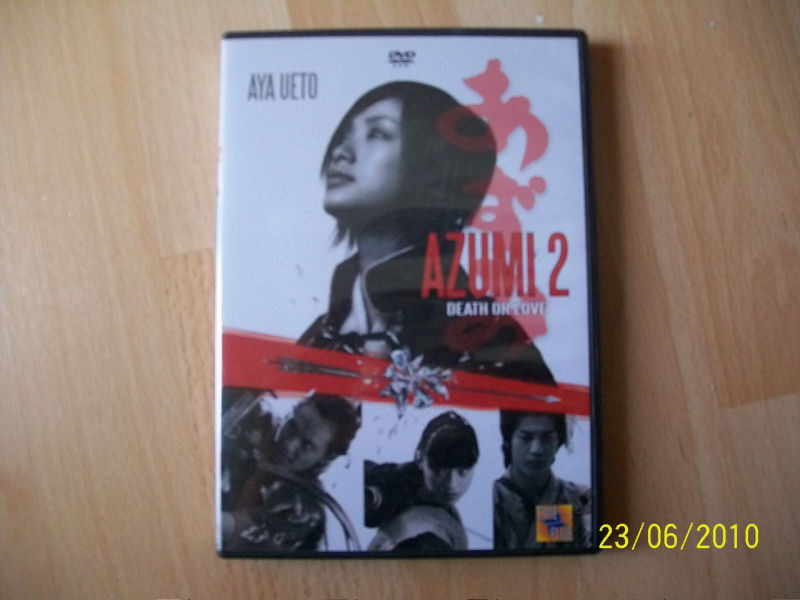 DVD
AYA UETO
あずみ
AZUMI 2
DEATH OR LOVE
23/06/2010